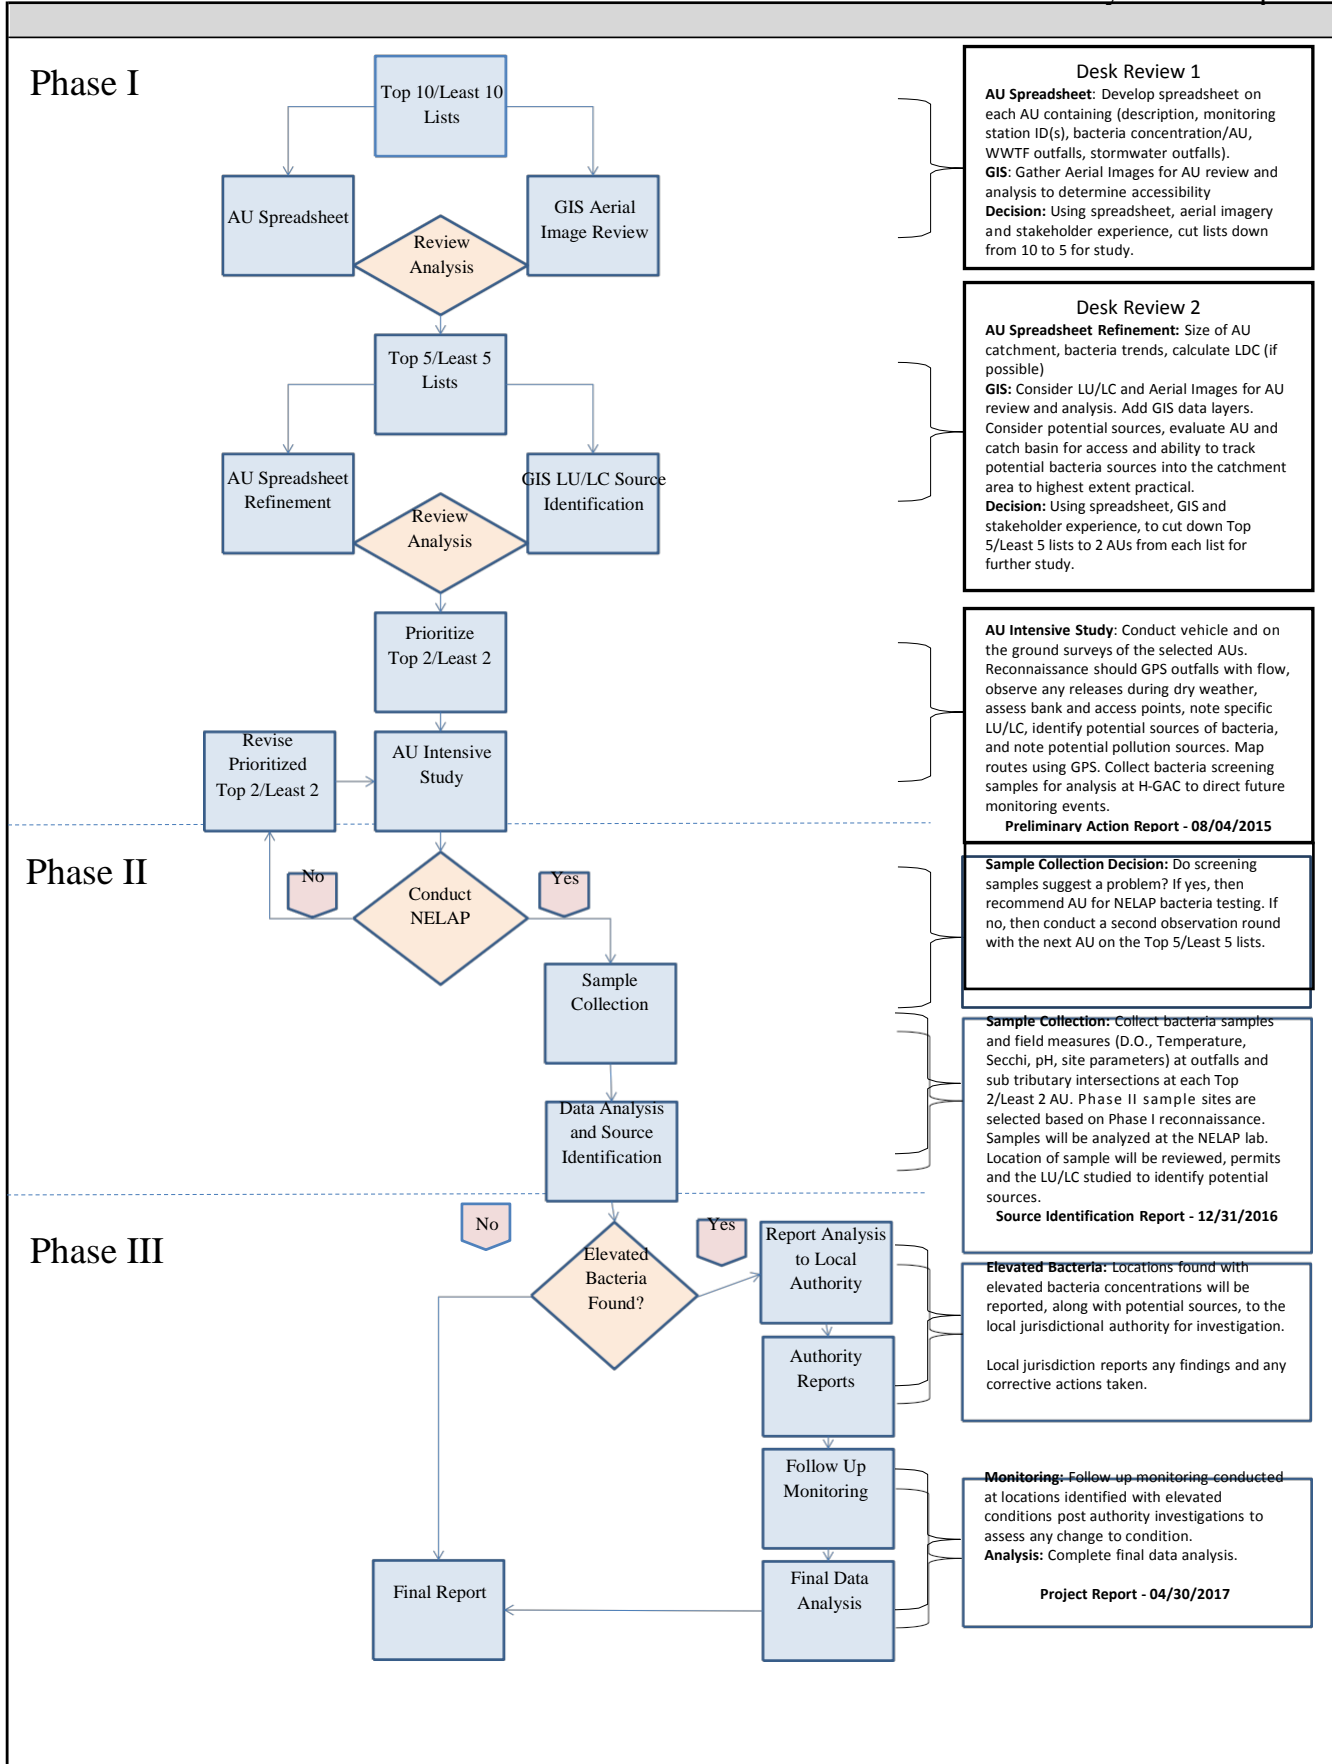 Phase I
Top 10/Least 10
Lists
AU Spreadsheet
GIS Aerial
Image Review
Review
Analysis
Top 5/Least 5
Lists
AU Spreadsheet
Refinement
GIS LU/LC Source
Identification
Review
Analysis
Prioritize
Top 2/Least 2
Revise
Prioritized
Top 2/Least 2
AU Intensive
Study
Desk Review 1
AU Spreadsheet: Develop spreadsheet on
each AU containing (description, monitoring
station ID(s), bacteria concentration/AU,
WWTF outfalls, stormwater outfalls).
GIS: Gather Aerial Images for AU review and
analysis to determine accessibility
Decision: Using spreadsheet, aerial imagery
and stakeholder experience, cut lists down
from 10 to 5 for study.
Desk Review 2
AU Spreadsheet Refinement: Size of AU
catchment, bacteria trends, calculate LDC (if
possible)
GIS: Consider LU/LC and Aerial Images for AU
review and analysis. Add GIS data layers.
Consider potential sources, evaluate AU and
catch basin for access and ability to track
potential bacteria sources into the catchment
area to highest extent practical.
Decision: Using spreadsheet, GIS and
stakeholder experience, to cut down Top
5/Least 5 lists to 2 AUs from each list for
further study.
AU Intensive Study: Conduct vehicle and on
the ground surveys of the selected AUs.
Reconnaissance should GPS outfalls with flow,
observe any releases during dry weather,
assess bank and access points, note specific
LU/LC, identify potential sources of bacteria,
and note potential pollution sources. Map
routes using GPS. Collect bacteria screening
samples for analysis at H-GAC to direct future
monitoring events.
Preliminary Action Report - 08/04/2015
Phase II
No
Conduct
NELAP
Yes
Sample
Collection
Data Analysis
and Source
Identification
Sample Collection Decision: Do screening
samples suggest a problem? If yes, then
recommend AU for NELAP bacteria testing. If
no, then conduct a second observation round
with the next AU on the Top 5/Least 5 lists.
Sample Collection: Collect bacteria samples
and field measures (D.O., Temperature,
Secchi, pH, site parameters) at outfalls and
sub tributary intersections at each Top
2/Least 2 AU. Phase II sample sites are
selected based on Phase I reconnaissance.
Samples will be analyzed at the NELAP lab.
Location of sample will be reviewed, permits
and the LU/LC studied to identify potential
sources.
Source Identification Report - 12/31/2016
Phase III
No
Elevated
Bacteria
Found?
Yes
Report Analysis
to Local
Authority
Authority
Reports
Follow Up
Monitoring
Final Data
Analysis
Final Report
Elevated Bacteria: Locations found with
elevated bacteria concentrations will be
reported, along with potential sources, to the
local jurisdictional authority for investigation.
Local jurisdiction reports any findings and any
corrective actions taken.
Monitoring: Follow up monitoring conducted
at locations identified with elevated
conditions post authority investigations to
assess any change to condition.
Analysis: Complete final data analysis.
Project Report - 04/30/2017